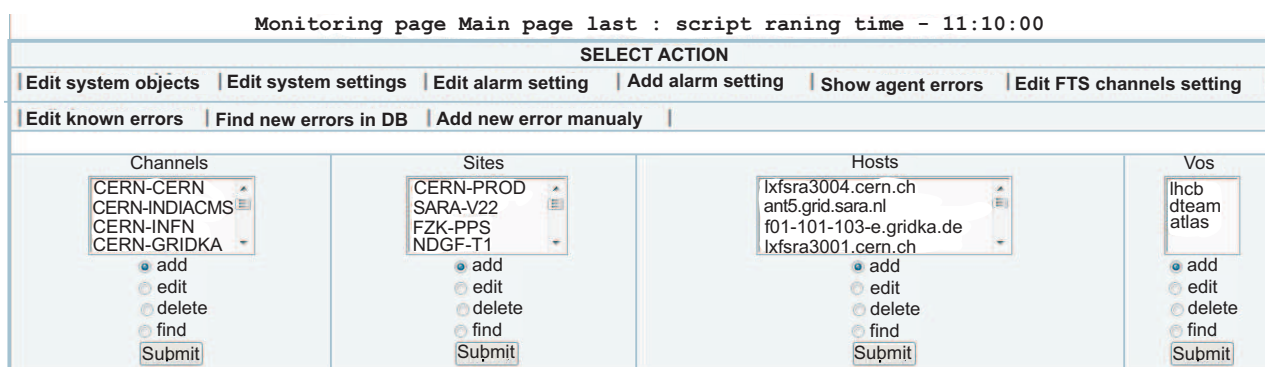 Monitoring page Main page last : script raning time - 11:10:00
SELECT ACTION
Edit system objects Edit system settings Edit alarm setting Add alarm setting Show agent errors Edit FTS channels setting
Edit known errors Find new errors in DB Add new error manualy
Channels Sites Hosts Vos
CERN-CERN CERN-PROD lxfsra3004.cern.ch lhcb
CERN-INDIACMS SARA-V22 ant5.grid.sara.nl dteam
CERN-INFN FZK-PPS f01-101-103-e.gridka.de atlas
CERN-GRIDKA NDGF-T1 lxfsra3001.cern.ch
add add add add
edit edit edit edit
delete delete delete delete
find find find find
Submit Submit Submit Submit